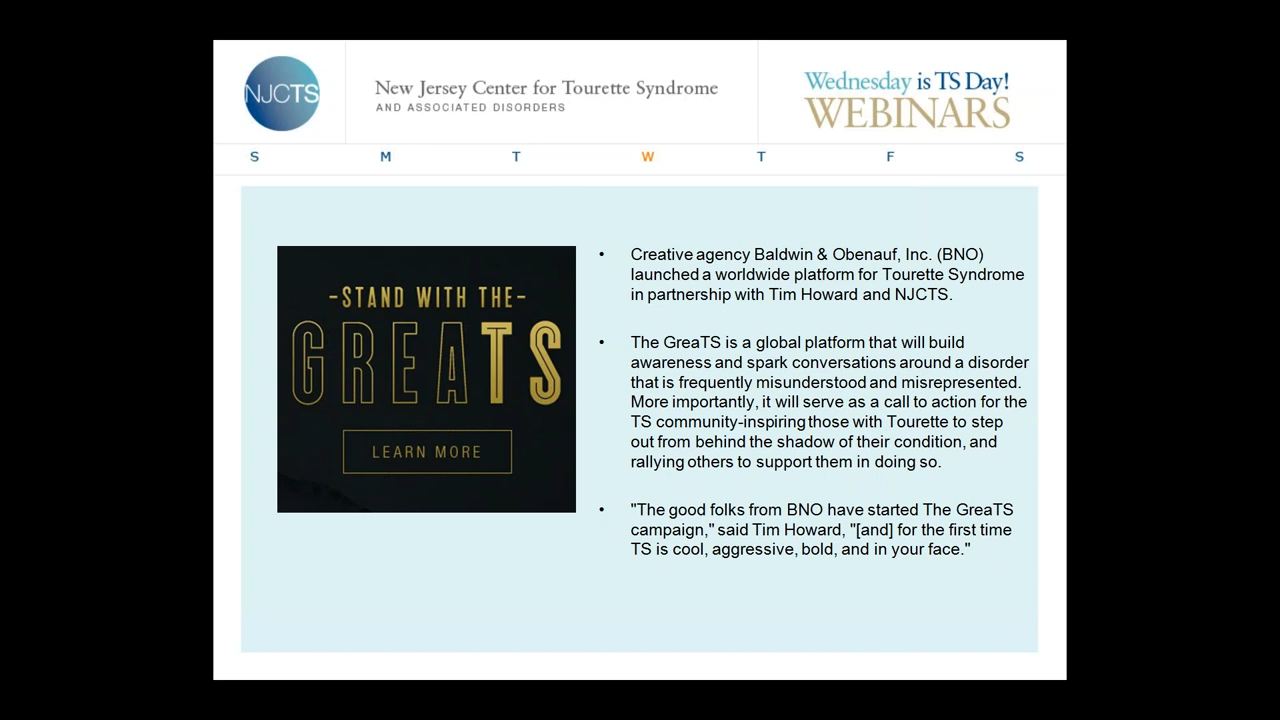 NJCTS
New Jersey Center for Tourette Syndrome
AND ASSOCIATED DISORDERS
Wednesday is TS Day!
WEBINARS
S M T W T F S
-STAND WITH THE-
GREATS
LEARN MORE
• Creative agency Baldwin & Obenauf, Inc. (BNO)
launched a worldwide platform for Tourette Syndrome
in partnership with Tim Howard and NJCTS.
• The GreaTS is a global platform that will build
awareness and spark conversations around a disorder
that is frequently misunderstood and misrepresented.
More importantly, it will serve as a call to action for the
TS community-inspiring those with Tourette to step
out from behind the shadow of their condition, and
rallying others to support them in doing so.
• "The good folks from BNO have started The GreaTS
campaign," said Tim Howard, "[and] for the first time
TS is cool, aggressive, bold, and in your face."